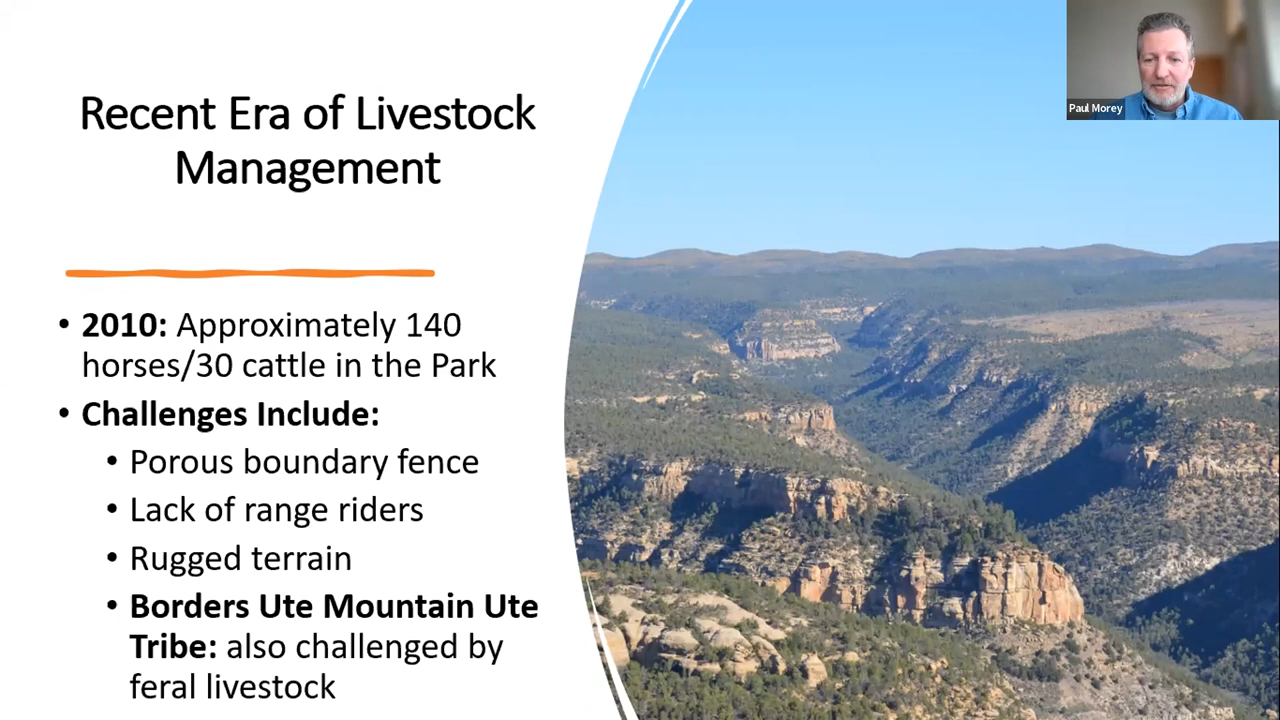 Recent Era of Livestock
Management
• 2010: Approximately 140
horses/30 cattle in the Park
• Challenges Include:
• Porous boundary fence
• Lack of range riders
• Rugged terrain
• Borders Ute Mountain Ute
Tribe: also challenged by
feral livestock
Paul Morey